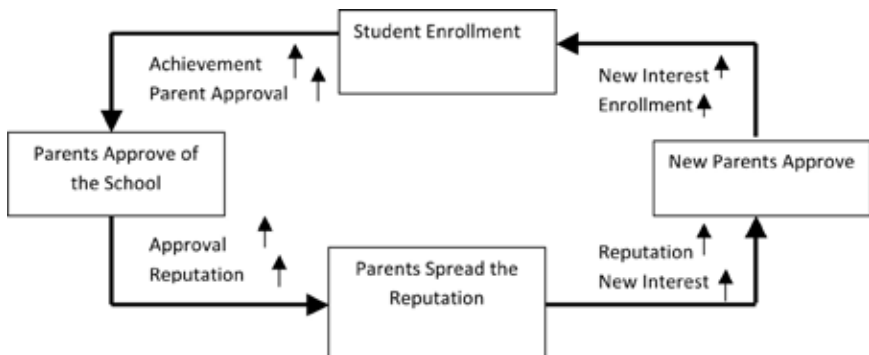 Student Enrollment
Achievement
Parent Approval
New Interest
Enrollment
Parents Approve of
the School
New Parents Approve
Approval
Reputation
Parents Spread the
Reputation
Reputation
New Interest